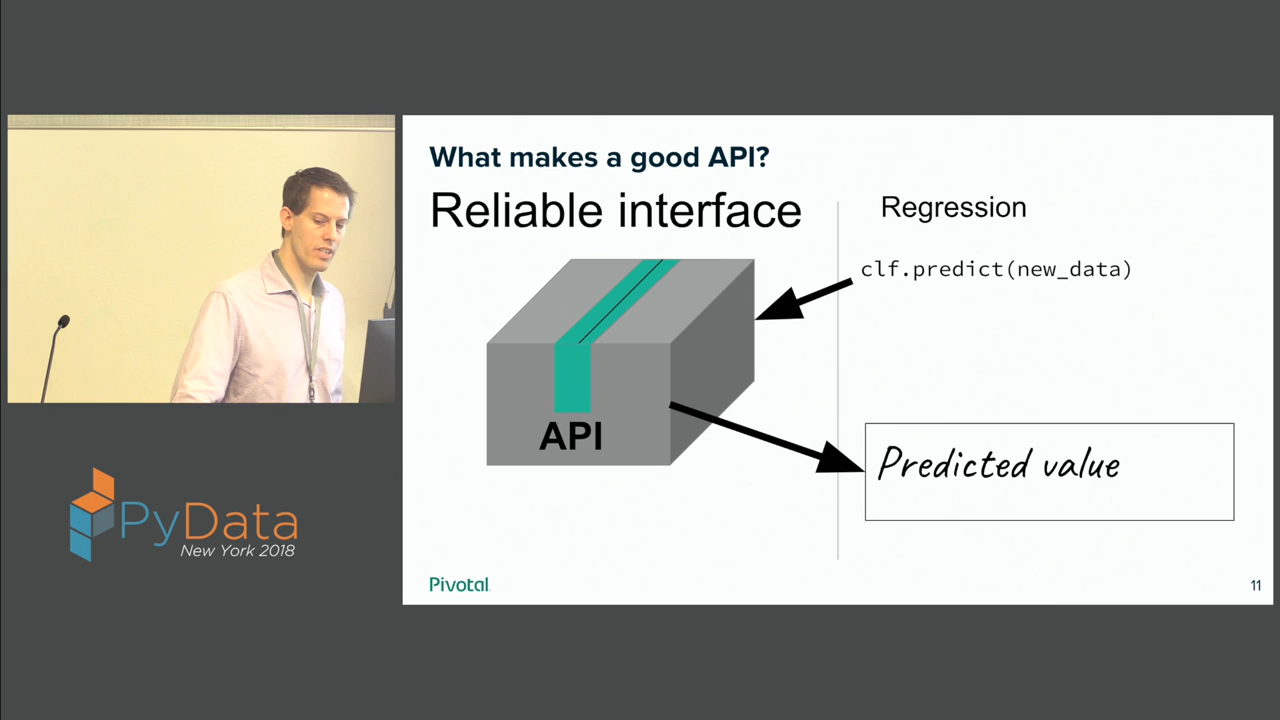 What makes a good API?
Reliable interface
Regression
clf.predict(new_data)
API
Predicted value
PyData
New York 2018
Pivotal
11